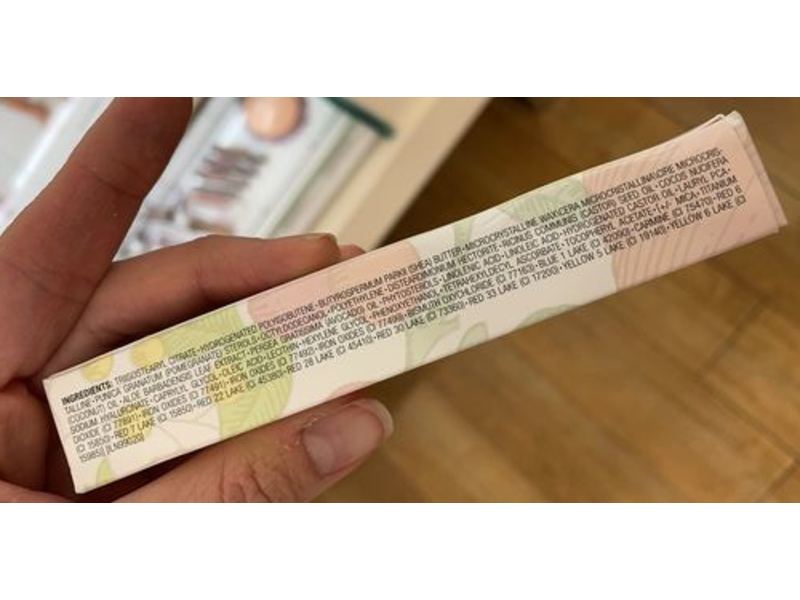 INGREDIENTS: TRIISOSTEARYL CITRATE•HYDROGENATED POLYISOBUTENE•BUTYROSPERMUM PARKII (SHEA) BUTTER•MICROCRYSTALLINE WAX\CERA MICROCRISTALLINA\CIRE MICROCRIS-
TALLINE•PUNICA GRANATUM (POMEGRANATE) STEROLS•OCTYLDODECANOL•POLYETHYLENE•DISTEARDIMONIUM HECTORITE•RICINUS COMMUNIS (CASTOR) SEED OIL•COCOS NUCIFERA
(COCONUT) OIL•ALOE BARBADENSIS LEAF EXTRACT•PERSEA GRATISSIMA (AVOCADO) OIL•PHYTOSTEROLS•LINOLENIC ACID•LINOLEIC ACID•HYDROGENATED CASTOR OIL•LAURYL PCA•
SODIUM HYALURONATE•CAPRYLYL GLYCOL•OLEIC ACID•LECITHIN•HEXYLENE GLYCOL•PHENOXYETHANOL•TETRAHEXYLDECYL ASCORBATE•TOCOPHERYL ACETATE•[+/- MICA•TITANIUM
DIOXIDE (CI 77891)•IRON OXIDES (CI 77491)•IRON OXIDES (CI 77492)•IRON OXIDES (CI 77499)•BISMUTH OXYCHLORIDE (CI 77163)•BLUE 1 LAKE (CI 42090)•CARMINE (CI 75470)•RED 6
(CI 15850)•RED 7 LAKE (CI 15850)•RED 22 LAKE (CI 45380)•RED 28 LAKE (CI 45410)•RED 30 LAKE (CI 73360)•RED 33 LAKE (CI 17200)•YELLOW 5 LAKE (CI 19140)•YELLOW 6 LAKE (CI
15985)] [ILN99020]